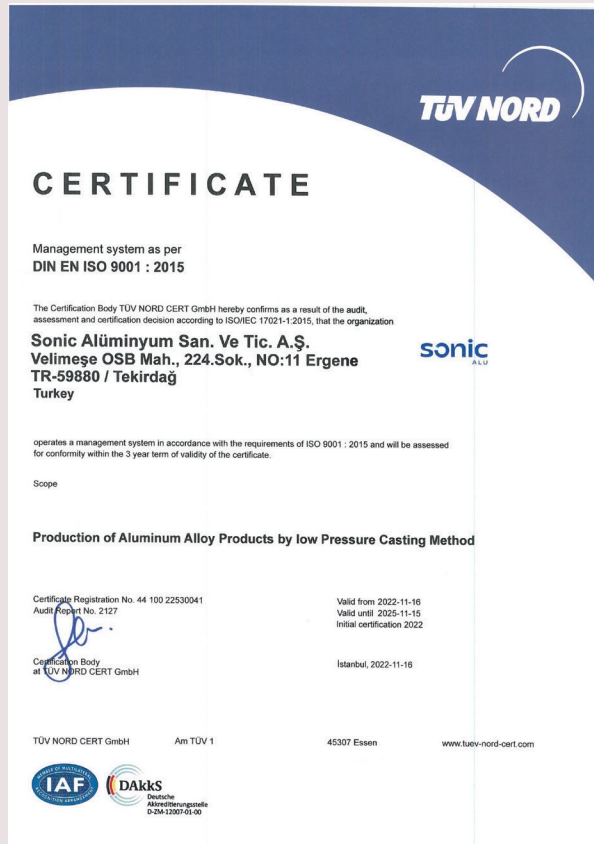 TÜV NORD
CERTIFICATE
Management system as per
DIN EN ISO 9001 : 2015
The Certification Body TÜV NORD CERT GmbH hereby confirms as a result of the audit,
assessment and certification decision according to ISO/IEC 17021-1:2015, that the organization
Sonic Alüminyum San. Ve Tic. A.Ş.
Velimeşe OSB Mah., 224.Sok., NO:11 Ergene
TR-59880 / Tekirdağ
Turkey
sonic
ALU
operates a management system in accordance with the requirements of ISO 9001 : 2015 and will be assessed
for conformity within the 3 year term of validity of the certificate.
Scope
Production of Aluminum Alloy Products by low Pressure Casting Method
Certificate Registration No. 44 100 22530041
Audit Report No. 2127
Valid from 2022-11-16
Valid until 2025-11-15
Initial certification 2022
Certification Body
at TÜV NORD CERT GmbH
İstanbul, 2022-11-16
TÜV NORD CERT GmbH Am TÜV 1 45307 Essen www.tuev-nord-cert.com
MEMBER OF MULTILATERAL
IAF
RECOGNITION ARRANGEMENT
DAkkS
Deutsche
Akkreditierungsstelle
D-ZM-12007-01-00